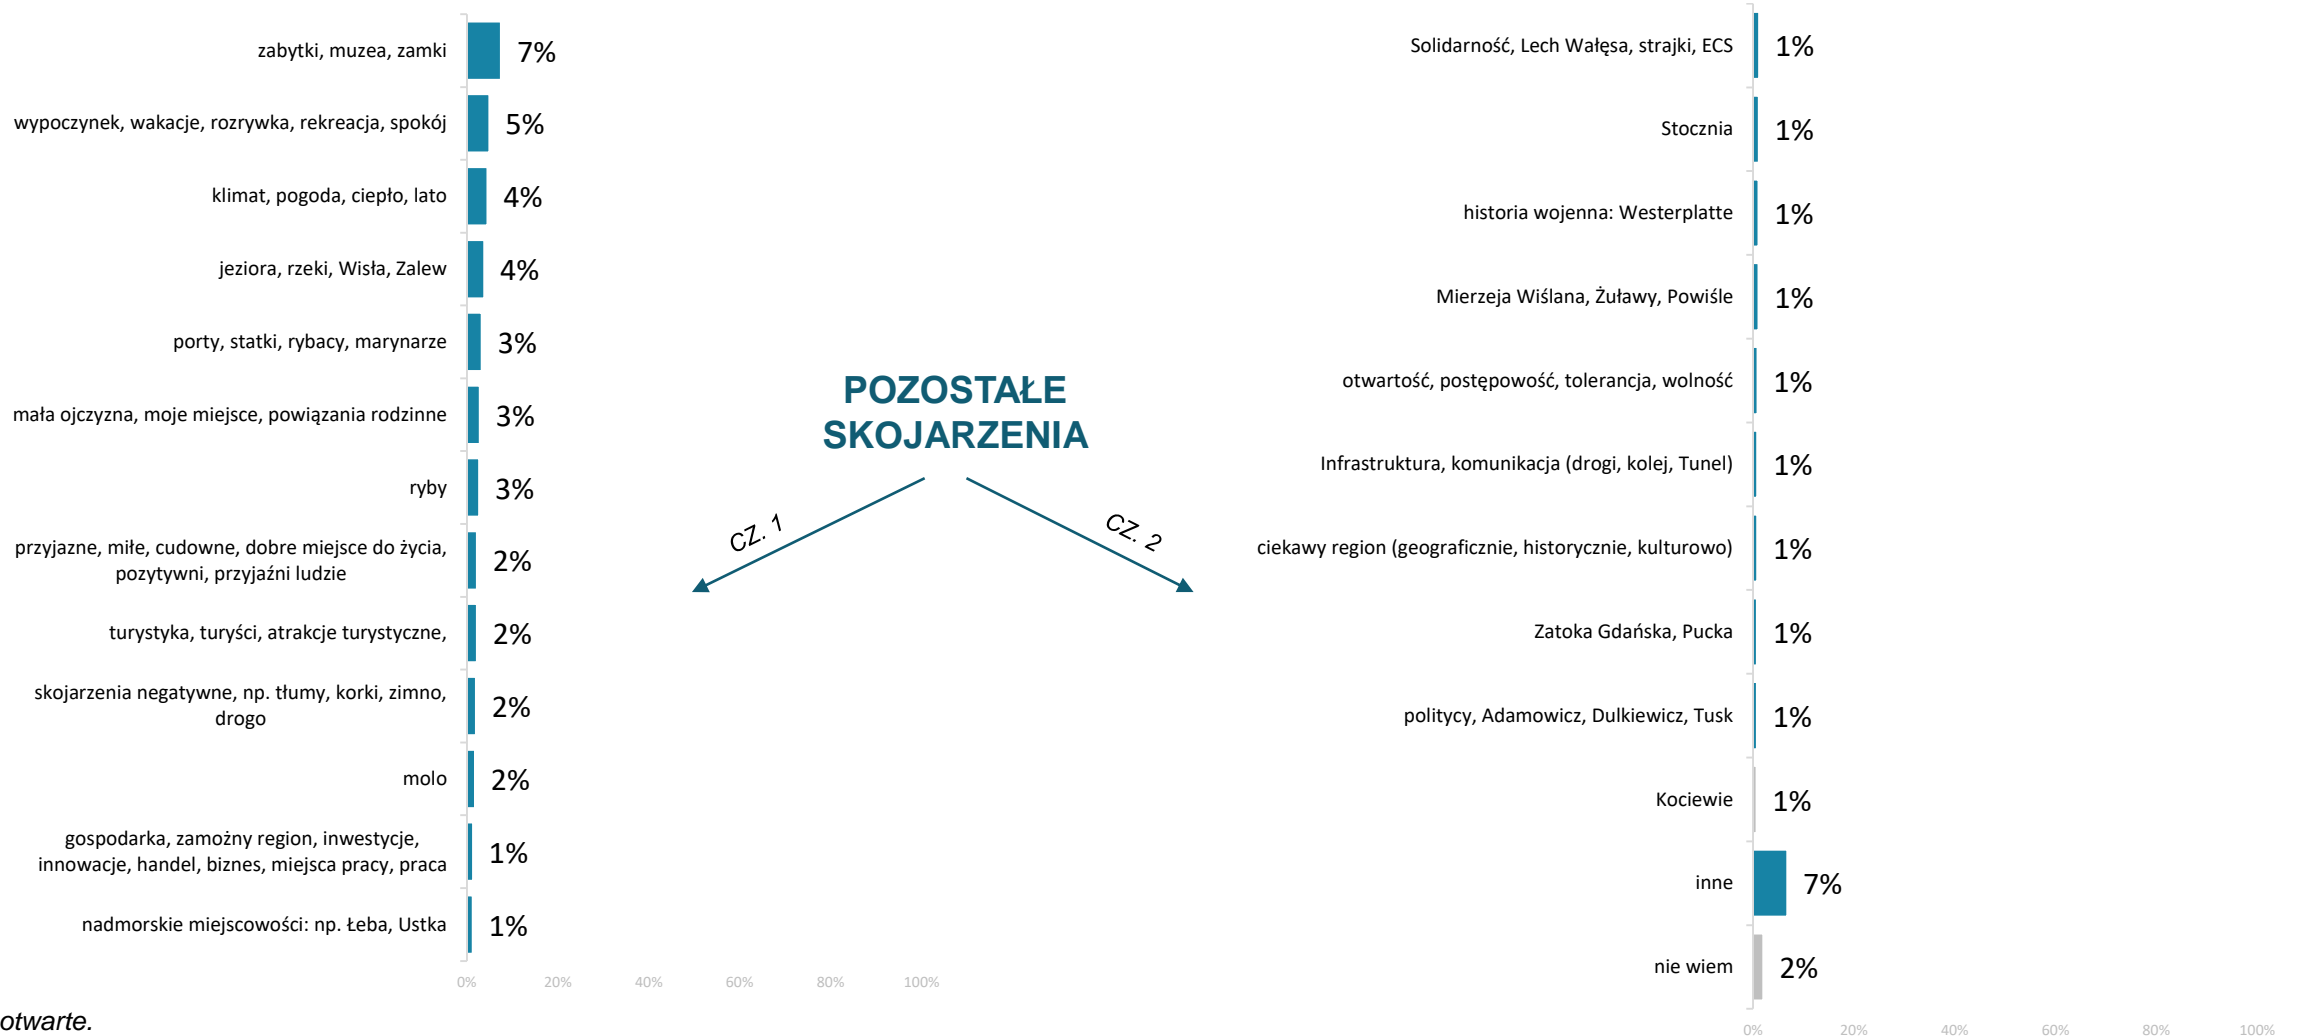 zabytki, muzea, zamki 7%
wypoczynek, wakacje, rozrywka, rekreacja, spokój 5%
klimat, pogoda, ciepło, lato 4%
jeziora, rzeki, Wisła, Zalew 4%
porty, statki, rybacy, marynarze 3%
mała ojczyzna, moje miejsce, powiązania rodzinne 3%
ryby 3%
przyjazne, miłe, cudowne, dobre miejsce do życia,
pozytywni, przyjaźni ludzie 2%
turystyka, turyści, atrakcje turystyczne, 2%
skojarzenia negatywne, np. tłumy, korki, zimno,
drogo 2%
molo 2%
gospodarka, zamożny region, inwestycje,
innowacje, handel, biznes, miejsca pracy, praca 1%
nadmorskie miejscowości: np. Łeba, Ustka 1%
0% 20% 40% 60% 80% 100%
POZOSTAŁE
SKOJARZENIA
CZ. 1
CZ. 2
Solidarność, Lech Wałęsa, strajki, ECS 1%
Stocznia 1%
historia wojenna: Westerplatte 1%
Mierzeja Wiślana, Żuławy, Powiśle 1%
otwartość, postępowość, tolerancja, wolność 1%
Infrastruktura, komunikacja (drogi, kolej, Tunel) 1%
ciekawy region (geograficznie, historycznie, kulturowo) 1%
Zatoka Gdańska, Pucka 1%
politycy, Adamowicz, Dulkiewicz, Tusk 1%
Kociewie 1%
inne 7%
nie wiem 2%
0% 20% 40% 60% 80% 100%
otwarte.